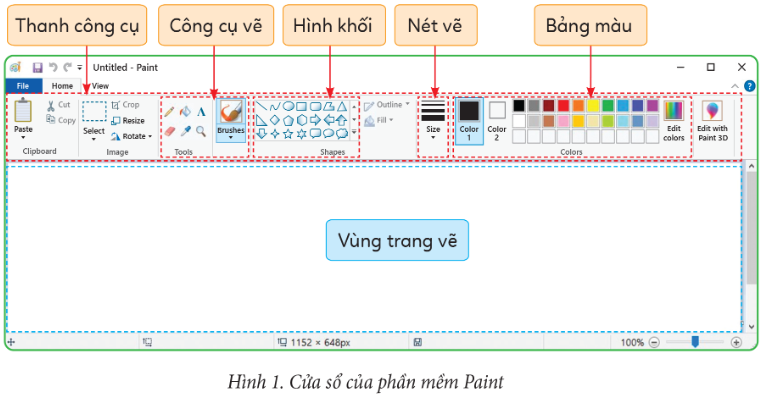 Thanh công cụ Công cụ vẽ Hình khối Nét vẽ Bảng màu
Untitled - Paint
File Home View
Cut Crop Outline
Copy Resize Fill
Paste Select Rotate A Brushes Size Color 1 Color 2 Edit colors Edit with Paint 3D
Clipboard Image Tools Shapes Colors
Vùng trang vẽ
1152 × 648px 100%
Hình 1. Cửa sổ của phần mềm Paint